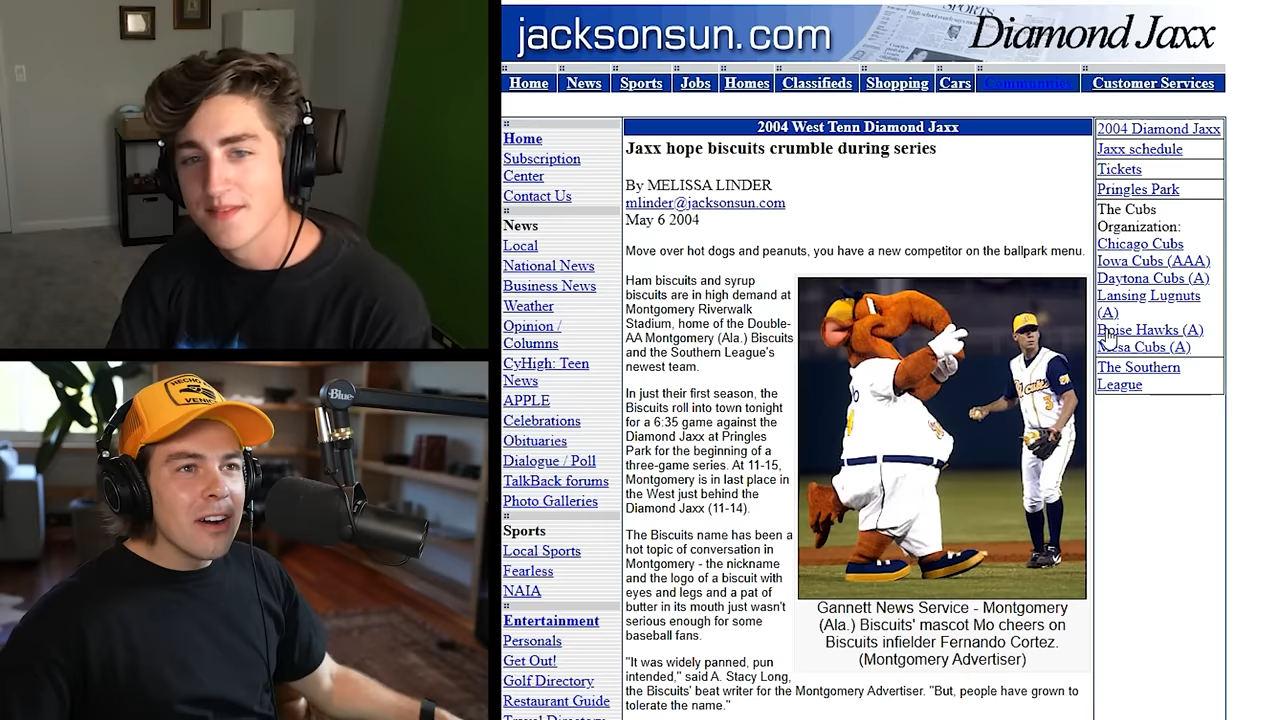 jacksonsun.com
SPORTS
Diamond Jaxx
Home News Sports Jobs Homes Classifieds Shopping Cars Communities Customer Services
Home
Subscription
Center
Contact Us
News
Local
National News
Business News
Weather
Opinion /
Columns
CyHigh: Teen
News
APPLE
Celebrations
Obituaries
Dialogue / Poll
TalkBack forums
Photo Galleries
Sports
Local Sports
Fearless
NAIA
Entertainment
Personals
Get Out!
Golf Directory
Restaurant Guide
Travel Directory
2004 West Tenn Diamond Jaxx
Jaxx hope biscuits crumble during series
By MELISSA LINDER
mlinder@jacksonsun.com
May 6 2004
Move over hot dogs and peanuts, you have a new competitor on the ballpark menu.
Ham biscuits and syrup
biscuits are in high demand at
Montgomery Riverwalk
Stadium, home of the Double-
AA Montgomery (Ala.) Biscuits
and the Southern League's
newest team.
In just their first season, the
Biscuits roll into town tonight
for a 6:35 game against the
Diamond Jaxx at Pringles
Park for the beginning of a
three-game series. At 11-15,
Montgomery is in last place in
the West just behind the
Diamond Jaxx (11-14).
The Biscuits name has been a
hot topic of conversation in
Montgomery - the nickname
and the logo of a biscuit with
eyes and legs and a pat of
butter in its mouth just wasn't
serious enough for some
baseball fans.
"It was widely panned, pun
intended," said A. Stacy Long,
the Biscuits' beat writer for the Montgomery Advertiser. "But, people have grown to
tolerate the name."
Gannett News Service - Montgomery
(Ala.) Biscuits' mascot Mo cheers on
Biscuits infielder Fernando Cortez.
(Montgomery Advertiser)
2004 Diamond Jaxx
Jaxx schedule
Tickets
Pringles Park
The Cubs
Organization:
Chicago Cubs
Iowa Cubs (AAA)
Daytona Cubs (A)
Lansing Lugnuts
(A)
Boise Hawks (A)
Mesa Cubs (A)
The Southern
League
HECHO
VENICE
Blue